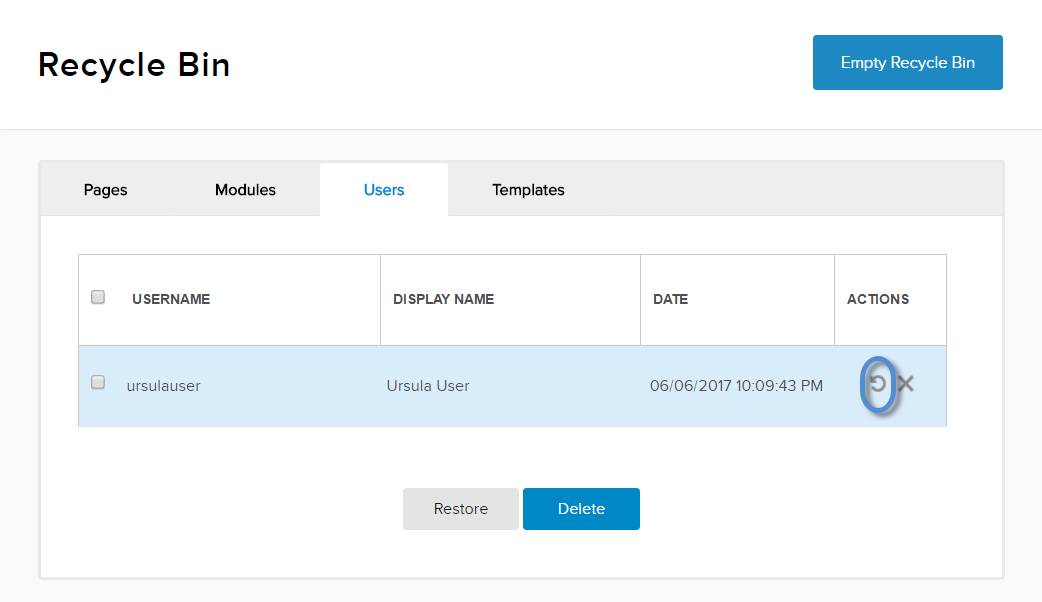 Recycle Bin
Empty Recycle Bin
Pages Modules Users Templates
USERNAME DISPLAY NAME DATE ACTIONS
ursulauser Ursula User 06/06/2017 10:09:43 PM
Restore Delete